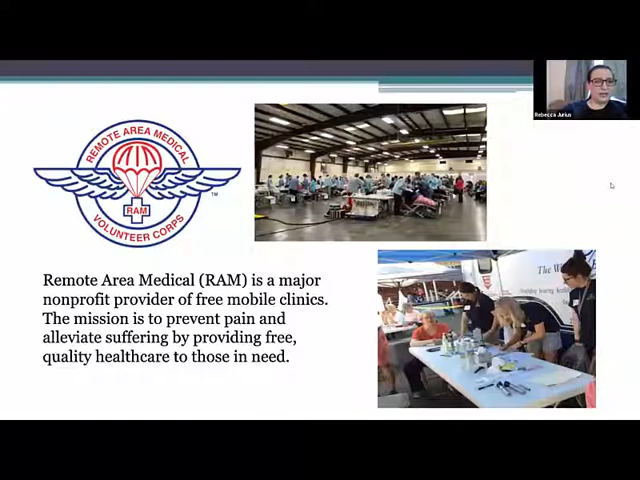 Rebecca Jurius
REMOTE AREA MEDICAL
RAM
TM
VOLUNTEER CORPS
The W
Remote Area Medical (RAM) is a major
nonprofit provider of free mobile clinics.
The mission is to prevent pain and
alleviate suffering by providing free,
quality healthcare to those in need.